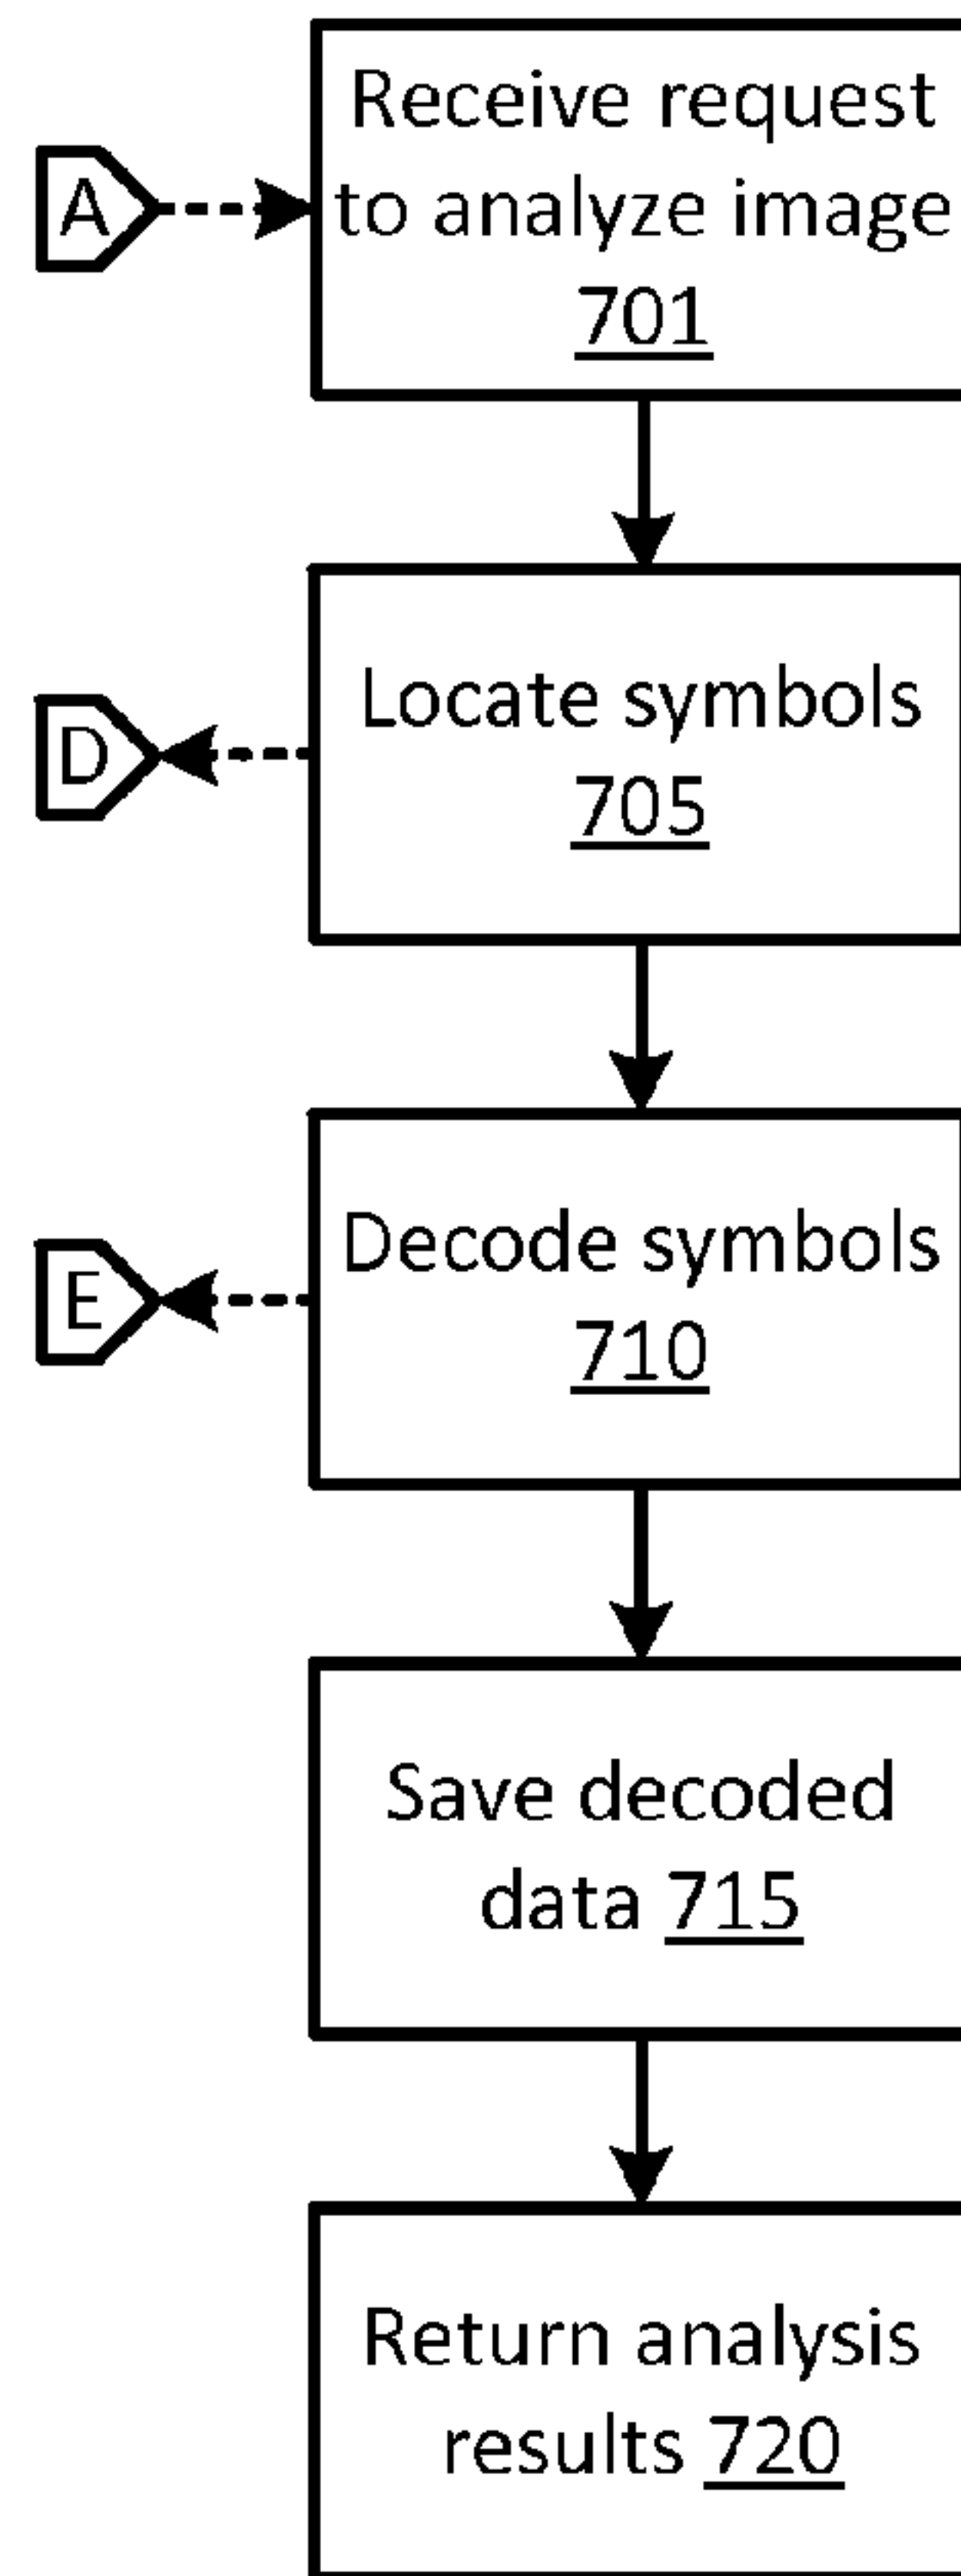 A
Receive request
to analyze image
701
D
Locate symbols
705
E
Decode symbols
710
Save decoded
data 715
Return analysis
results 720